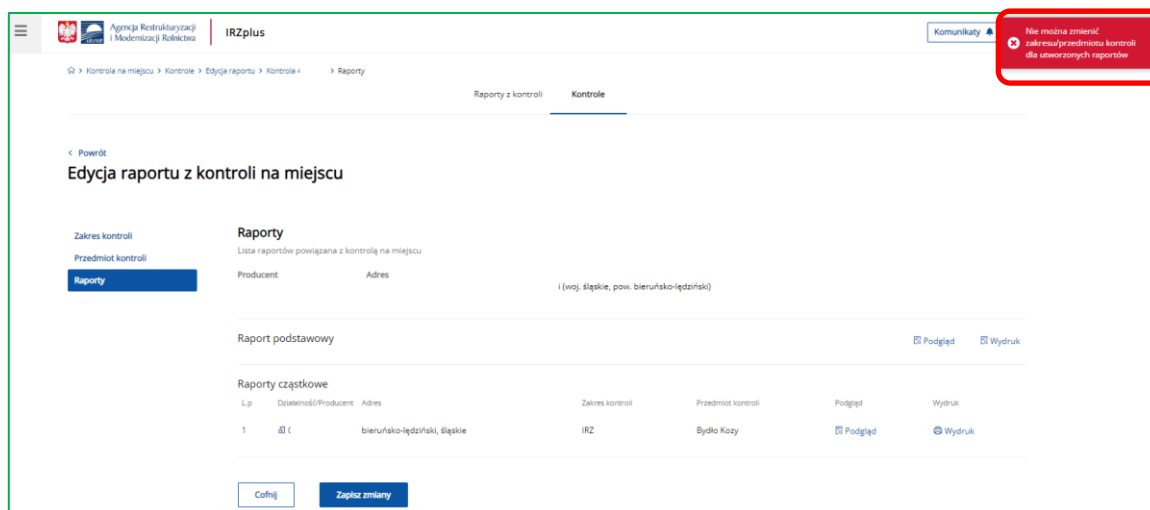 Agencja Restrukturyzacji
i Modernizacji Rolnictwa
IRZplus
Komunikaty
Nie można zmienić
zakresu/przedmiotu kontroli
dla utworzonych raportów
> Kontrola na miejscu > Kontrole > Edycja raportu > Kontrola > Raporty
Raporty z kontroli Kontrole
< Powrót
Edycja raportu z kontroli na miejscu
Zakres kontroli
Przedmiot kontroli
Raporty
Raporty
Lista raportów powiązana z kontrolą na miejscu
Producent Adres
i (woj. śląskie, pow. bieruńsko-lędziński)
Raport podstawowy Podgląd Wydruk
Raporty cząstkowe
L.p Działalność/Producent Adres Zakres kontroli Przedmiot kontroli Podgląd Wydruk
1 ( bieruńsko-lędziński, śląskie IRZ Bydło Kozy Podgląd Wydruk
Cofnij Zapisz zmiany